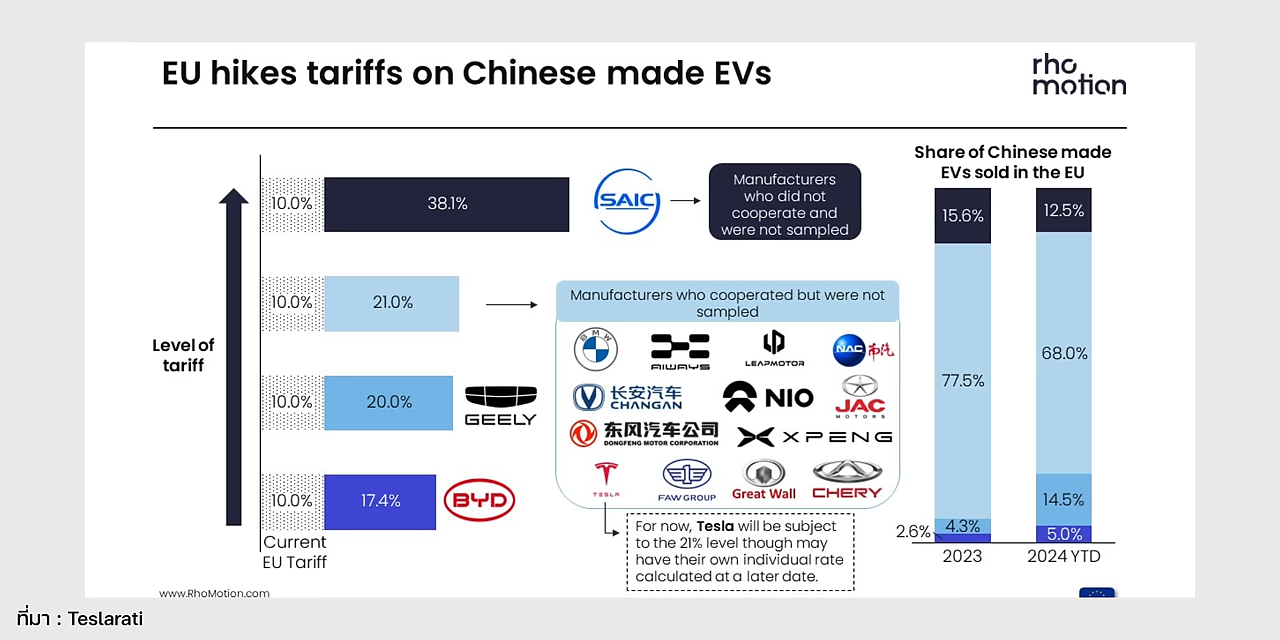 EU hikes tariffs on Chinese made EVs
rho
motion
Level of
tariff
10.0%
38.1%
SAIC
Manufacturers
who did not
cooperate and
were not sampled
10.0%
21.0%
10.0%
20.0%
GEELY
10.0%
17.4%
BYD
Current
EU Tariff
Manufacturers who cooperated but were not
sampled
BMW
AIWAYS
LEAPMOTOR
NAC 南汽
长安汽车
CHANGAN
NIO
JAC
MOTORS
东风汽车公司
DONGFENG MOTOR CORPORATION
XPENG
TESLA
FAW GROUP
Great Wall
CHERY
For now, Tesla will be subject
to the 21% level though may
have their own individual rate
calculated at a later date.
Share of Chinese made
EVs sold in the EU
15.6%
77.5%
4.3%
2.6%
2023
12.5%
68.0%
14.5%
5.0%
2024 YTD
www.RhoMotion.com
ที่มา : Teslarati